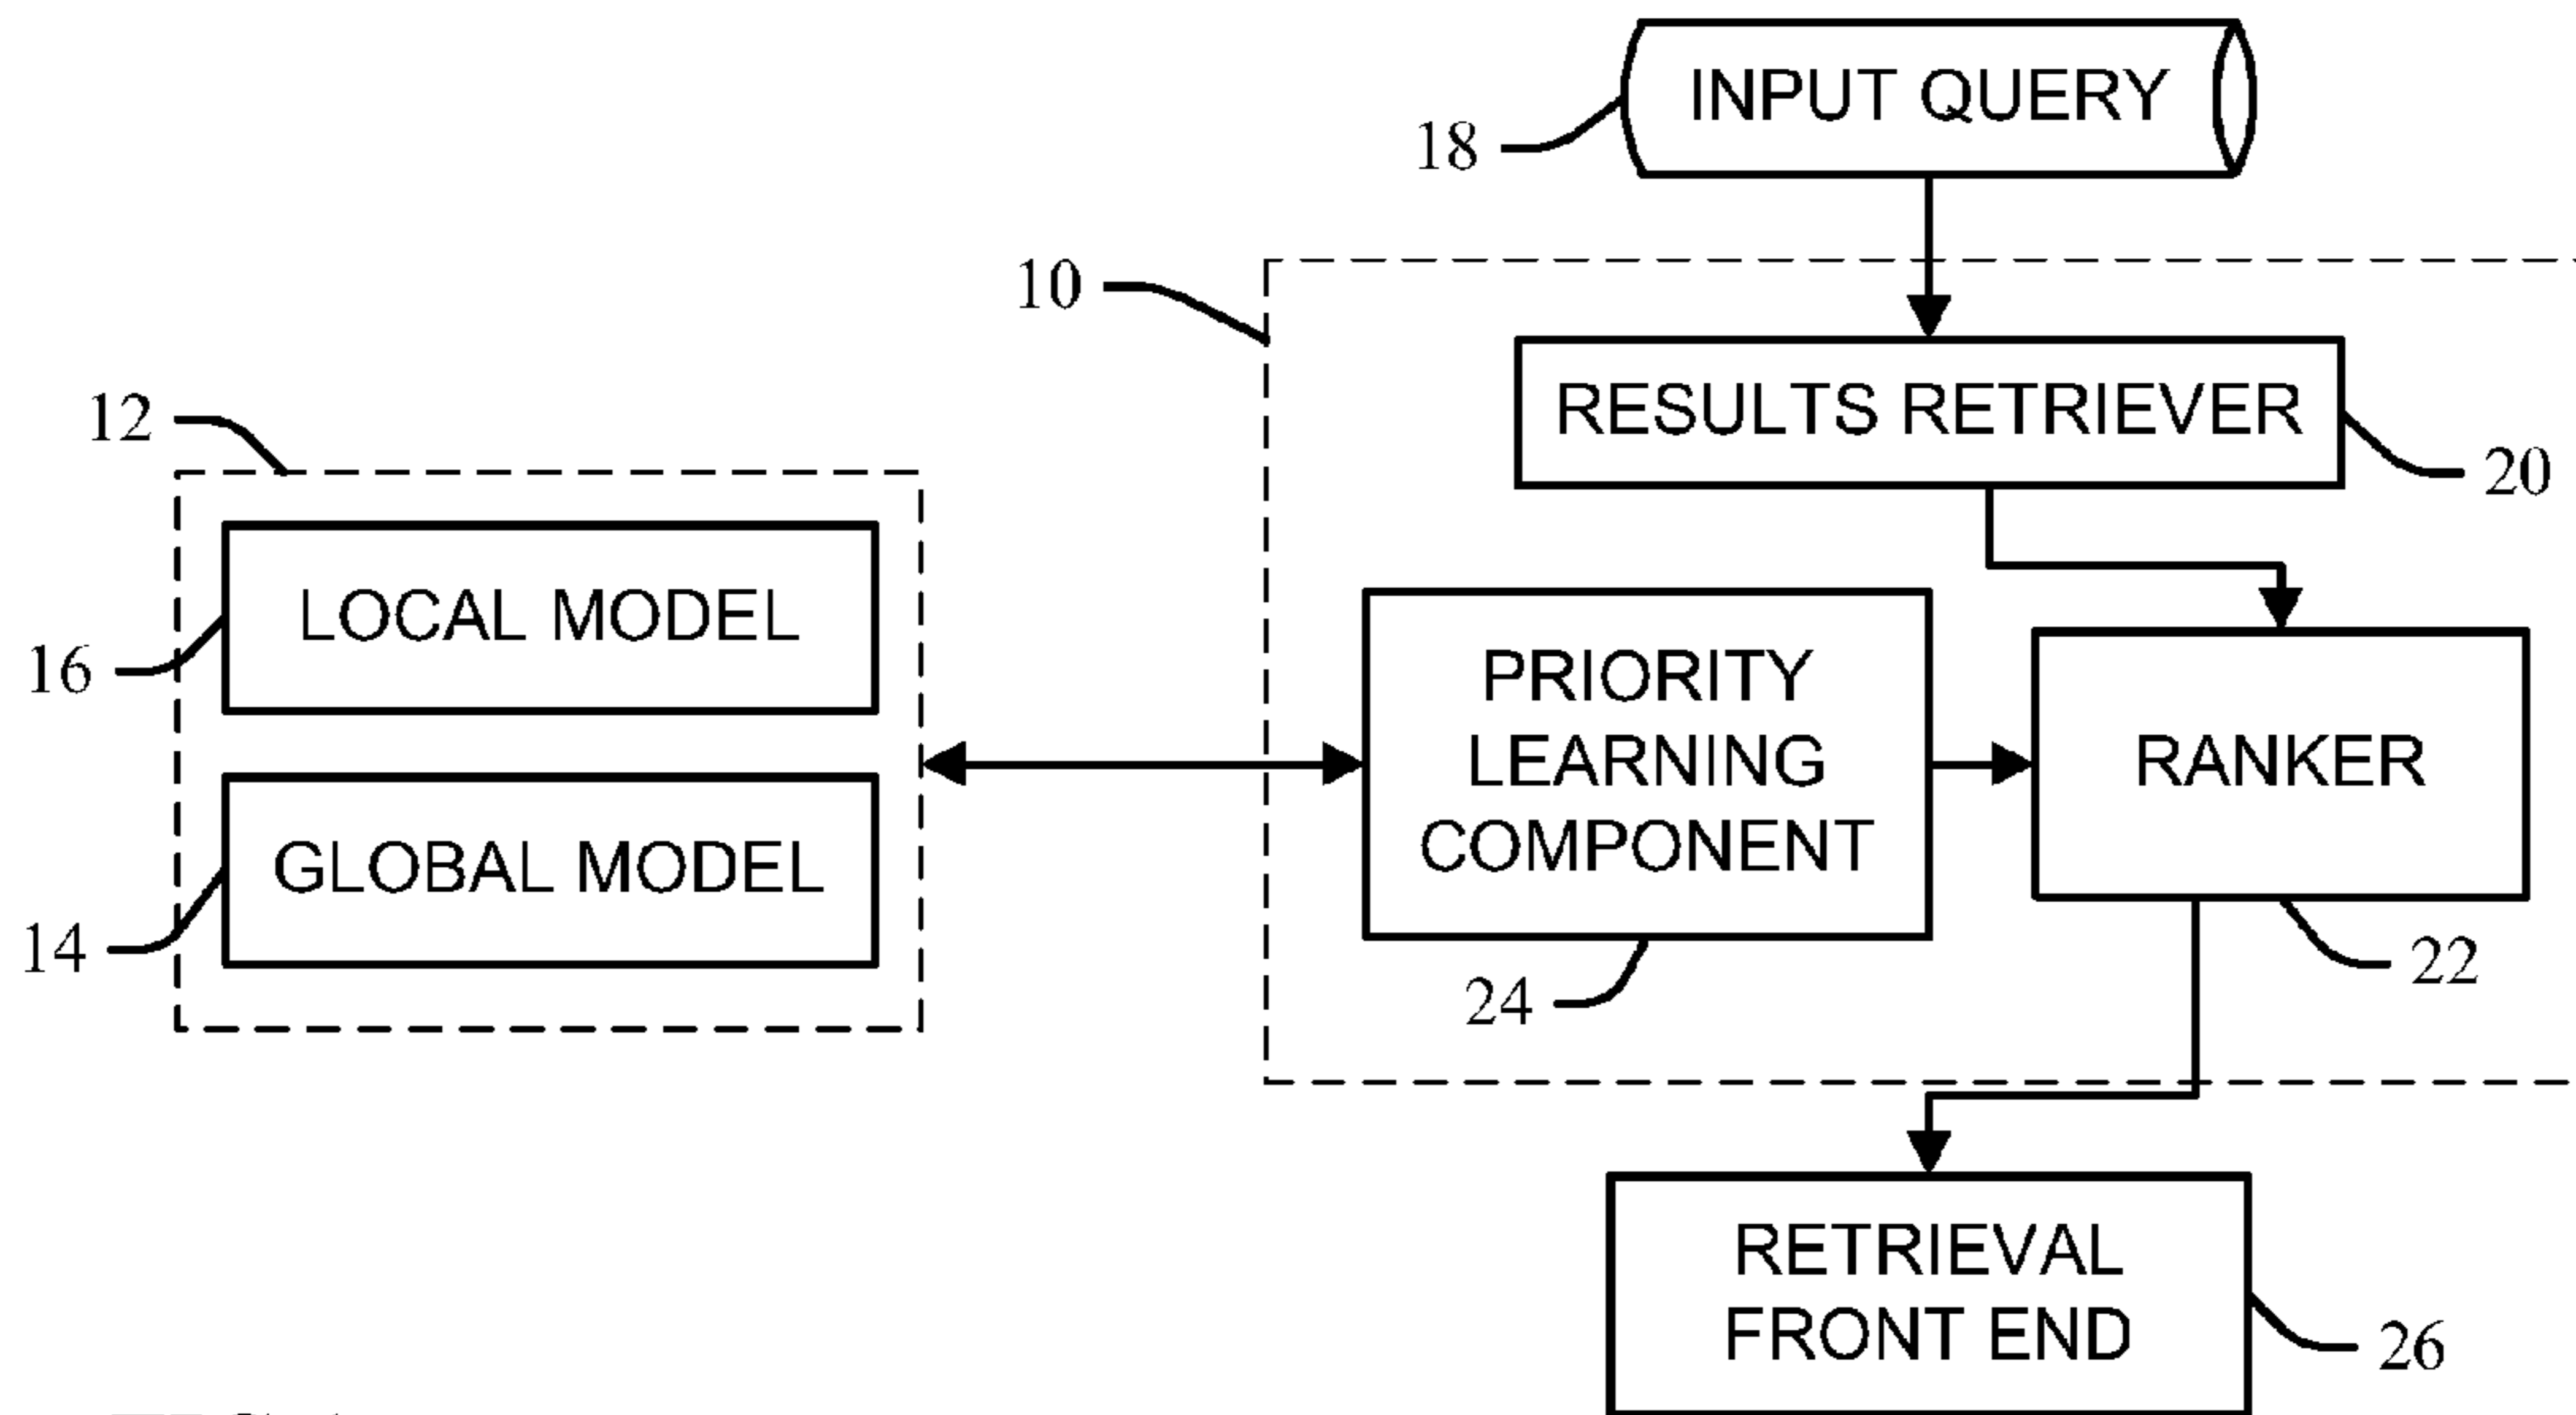 INPUT QUERY
18
10
RESULTS RETRIEVER
20
12
LOCAL MODEL
16
GLOBAL MODEL
14
PRIORITY
LEARNING
COMPONENT
24
RANKER
22
RETRIEVAL
FRONT END
26